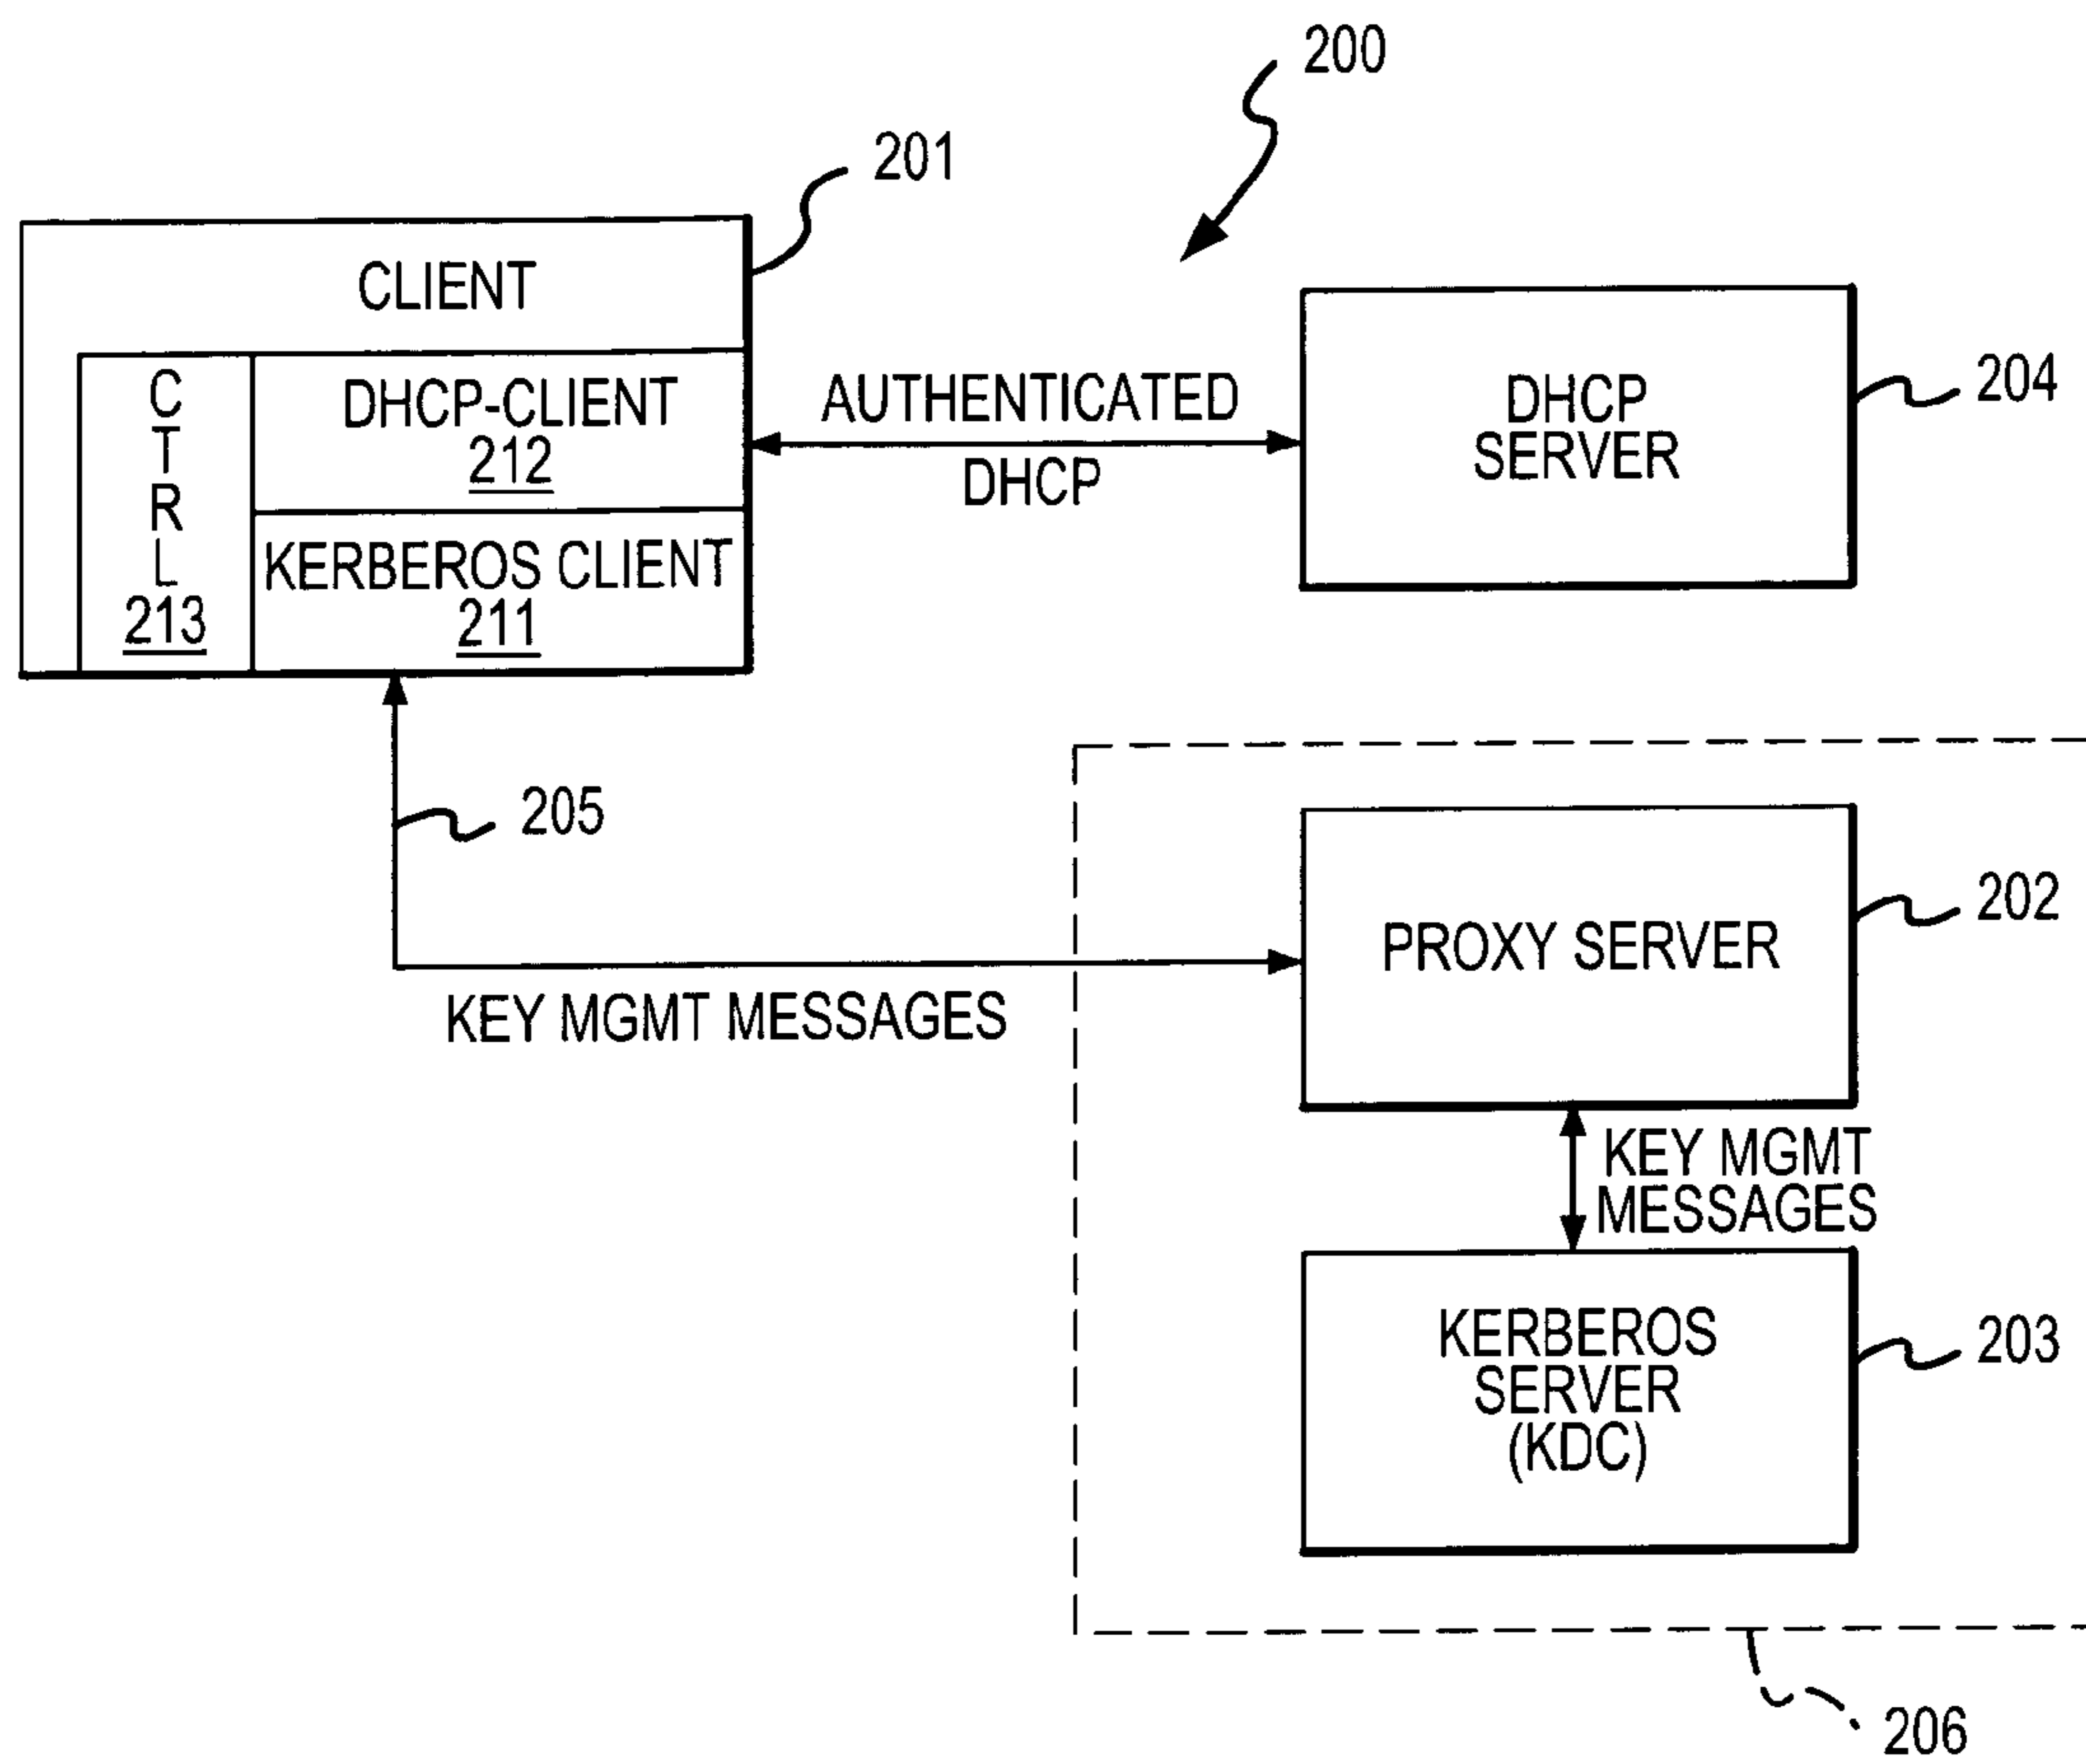 200
201
CLIENT
C
T
R
L
213
DHCP-CLIENT
212
KERBEROS CLIENT
211
AUTHENTICATED
DHCP
DHCP
SERVER
204
205
KEY MGMT MESSAGES
PROXY SERVER
202
KEY MGMT
MESSAGES
KERBEROS
SERVER
(KDC)
203
206